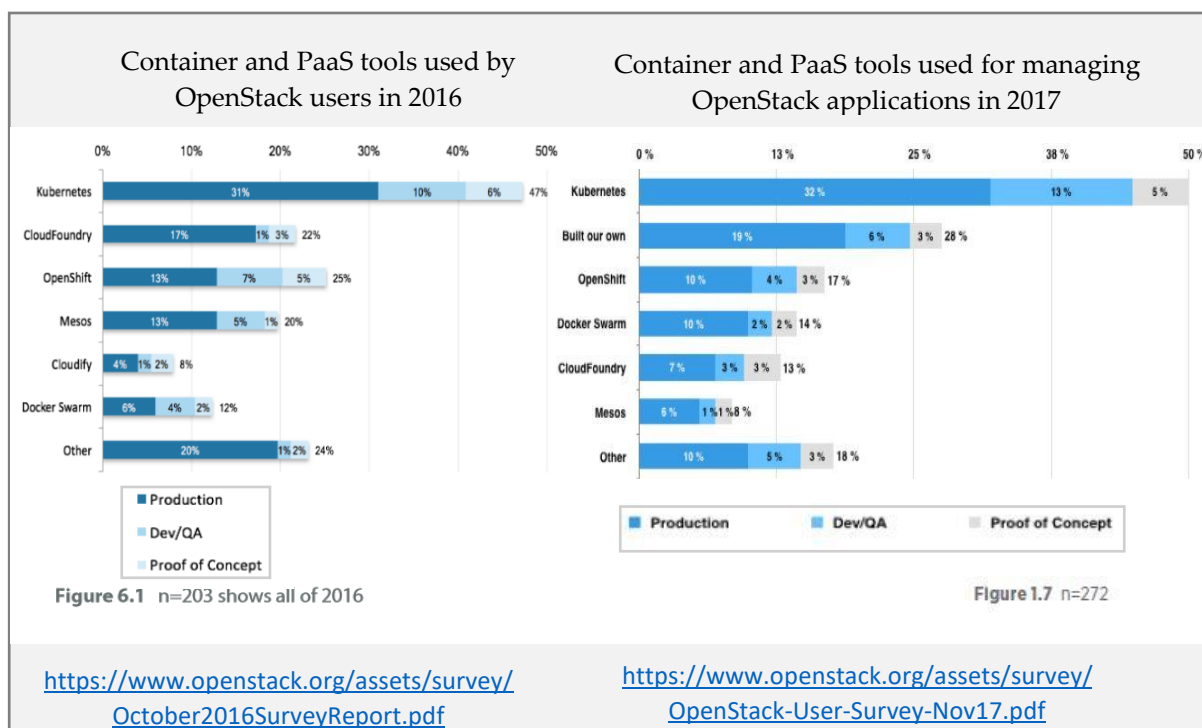 Container and PaaS tools used by
OpenStack users in 2016
0% 10% 20% 30% 40% 50%
Kubernetes 31% 10% 6% 47%
CloudFoundry 17% 1% 3% 22%
OpenShift 13% 7% 5% 25%
Mesos 13% 5% 1% 20%
Cloudify 4% 1% 2% 8%
Docker Swarm 6% 4% 2% 12%
Other 20% 1% 2% 24%
Production
Dev/QA
Proof of Concept
Figure 6.1 n=203 shows all of 2016
https://www.openstack.org/assets/survey/
October2016SurveyReport.pdf
Container and PaaS tools used for managing
OpenStack applications in 2017
0 % 13 % 25 % 38 % 50 %
Kubernetes 32 % 13 % 5 %
Built our own 19 % 6 % 3 % 28 %
OpenShift 10 % 4 % 3 % 17 %
Docker Swarm 10 % 2 % 2 % 14 %
CloudFoundry 7 % 3 % 3 % 13 %
Mesos 6 % 1 % 1 % 8 %
Other 10 % 5 % 3 % 18 %
Production Dev/QA Proof of Concept
Figure 1.7 n=272
https://www.openstack.org/assets/survey/
OpenStack-User-Survey-Nov17.pdf